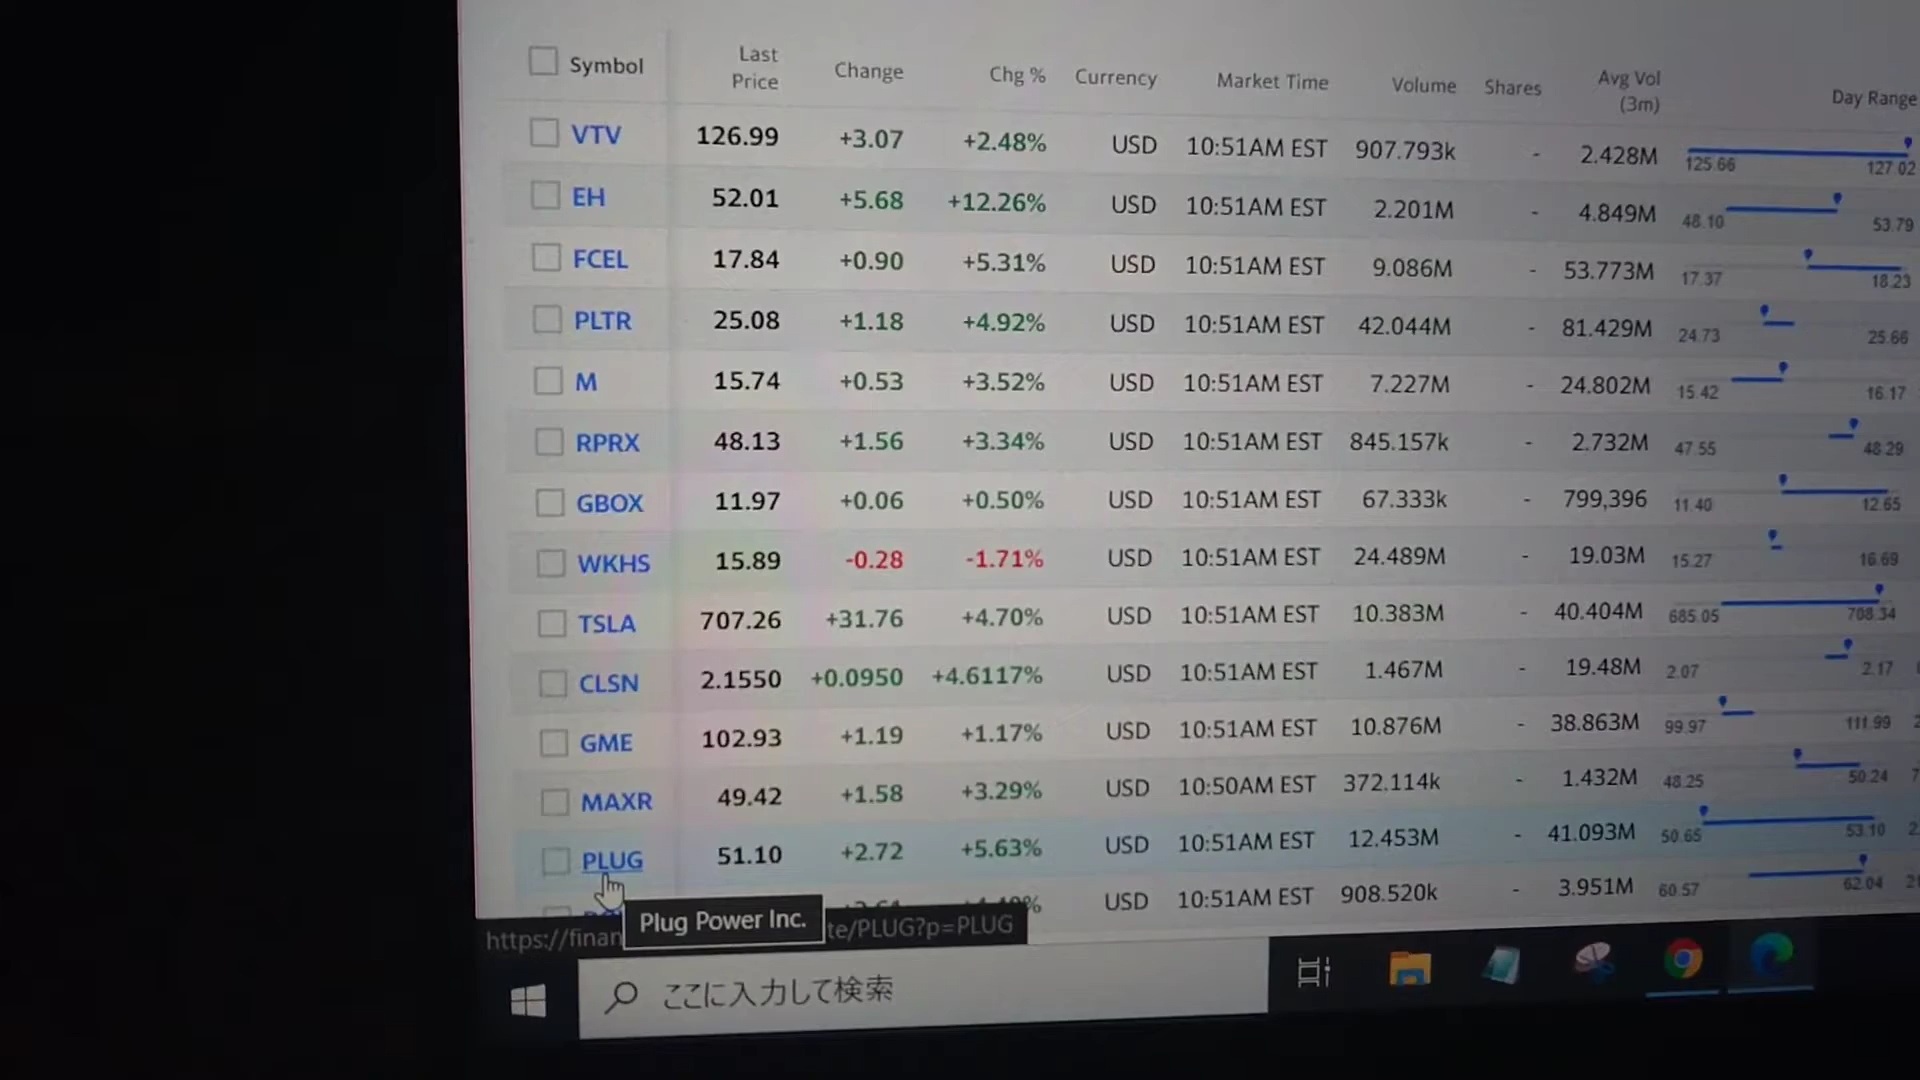 Symbol Last Price Change Chg % Currency Market Time Volume Shares Avg Vol (3m) Day Range
VTV 126.99 +3.07 +2.48% USD 10:51AM EST 907.793k - 2.428M 125.66 127.02
EH 52.01 +5.68 +12.26% USD 10:51AM EST 2.201M - 4.849M 48.10 53.79
FCEL 17.84 +0.90 +5.31% USD 10:51AM EST 9.086M - 53.773M 17.37 18.23
PLTR 25.08 +1.18 +4.92% USD 10:51AM EST 42.044M - 81.429M 24.73 25.66
M 15.74 +0.53 +3.52% USD 10:51AM EST 7.227M - 24.802M 15.42 16.17
RPRX 48.13 +1.56 +3.34% USD 10:51AM EST 845.157k - 2.732M 47.55 48.29
GBOX 11.97 +0.06 +0.50% USD 10:51AM EST 67.333k - 799,396 11.40 12.65
WKHS 15.89 -0.28 -1.71% USD 10:51AM EST 24.489M - 19.03M 15.27 16.69
TSLA 707.26 +31.76 +4.70% USD 10:51AM EST 10.383M - 40.404M 685.05 708.34
CLSN 2.1550 +0.0950 +4.6117% USD 10:51AM EST 1.467M - 19.48M 2.07 2.17
GME 102.93 +1.19 +1.17% USD 10:51AM EST 10.876M - 38.863M 99.97 111.99
MAXR 49.42 +1.58 +3.29% USD 10:50AM EST 372.114k - 1.432M 48.25 50.24
PLUG 51.10 +2.72 +5.63% USD 10:51AM EST 12.453M - 41.093M 50.65 53.10
USD 10:51AM EST 908.520k - 3.951M 60.57 62.04
Plug Power Inc.
https://finan te/PLUG?p=PLUG
ここに入力して検索